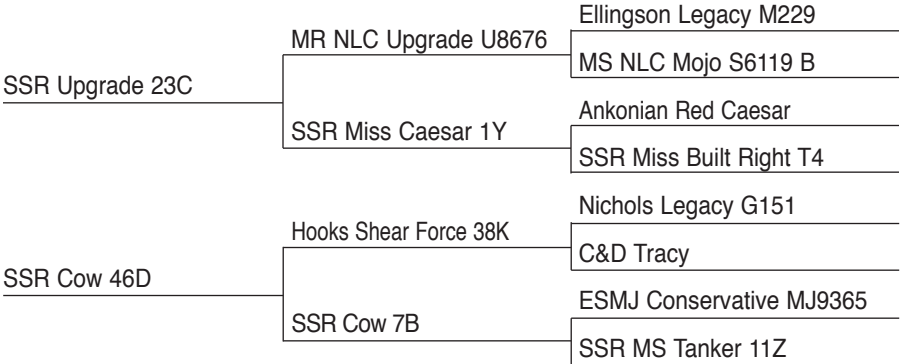 Ellingson Legacy M229
MR NLC Upgrade U8676
MS NLC Mojo S6119 B
SSR Upgrade 23C
Ankonian Red Caesar
SSR Miss Caesar 1Y
SSR Miss Built Right T4
Nichols Legacy G151
Hooks Shear Force 38K
C&D Tracy
SSR Cow 46D
ESMJ Conservative MJ9365
SSR Cow 7B
SSR MS Tanker 11Z